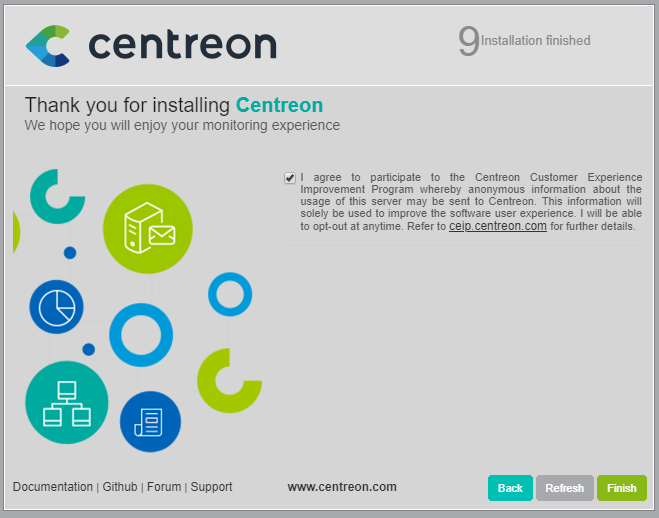 centreon
9 Installation finished
Thank you for installing Centreon
We hope you will enjoy your monitoring experience
I agree to participate to the Centreon Customer Experience
Improvement Program whereby anonymous information about the
usage of this server may be sent to Centreon. This information will
solely be used to improve the software user experience. I will be able
to opt-out at anytime. Refer to ceip.centreon.com for further details.
Documentation | Github | Forum | Support www.centreon.com Back Refresh Finish